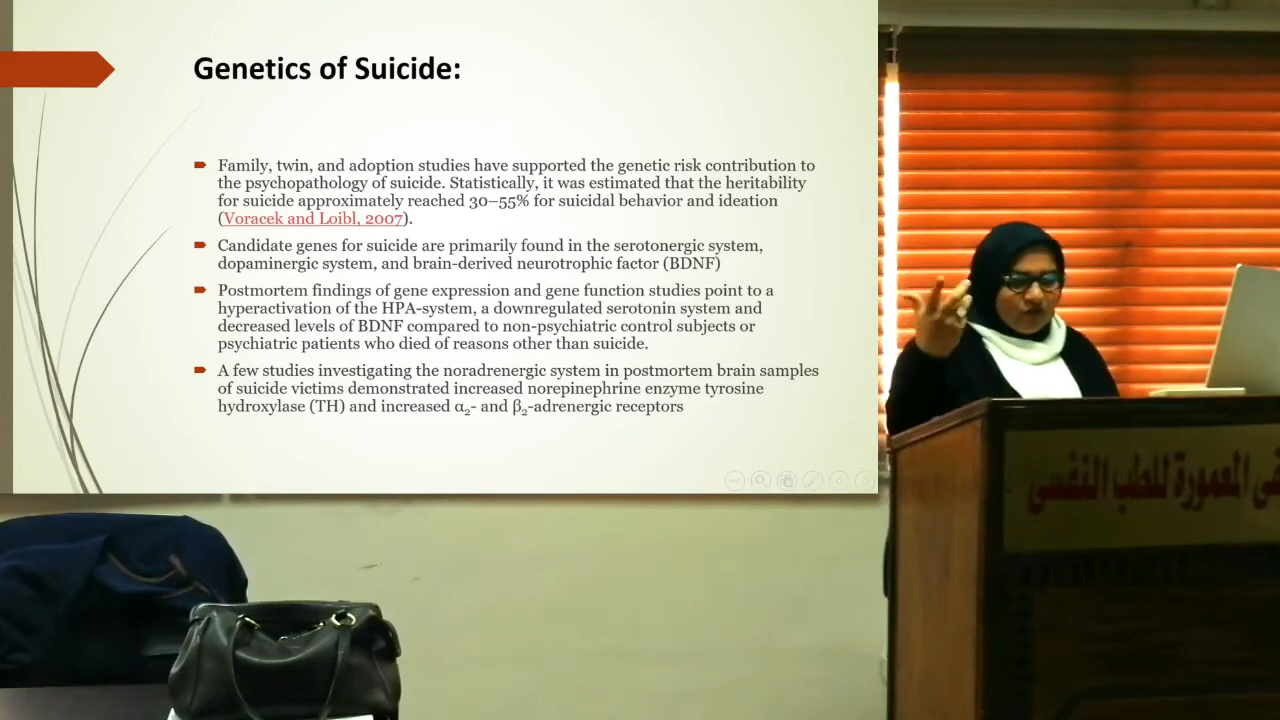 Genetics of Suicide:
Family, twin, and adoption studies have supported the genetic risk contribution to
the psychopathology of suicide. Statistically, it was estimated that the heritability
for suicide approximately reached 30–55% for suicidal behavior and ideation
(Voracek and Loibl, 2007).
Candidate genes for suicide are primarily found in the serotonergic system,
dopaminergic system, and brain-derived neurotrophic factor (BDNF)
Postmortem findings of gene expression and gene function studies point to a
hyperactivation of the HPA-system, a downregulated serotonin system and
decreased levels of BDNF compared to non-psychiatric control subjects or
psychiatric patients who died of reasons other than suicide.
A few studies investigating the noradrenergic system in postmortem brain samples
of suicide victims demonstrated increased norepinephrine enzyme tyrosine
hydroxylase (TH) and increased α₂- and β₂-adrenergic receptors
المعمورة للطب النفسي